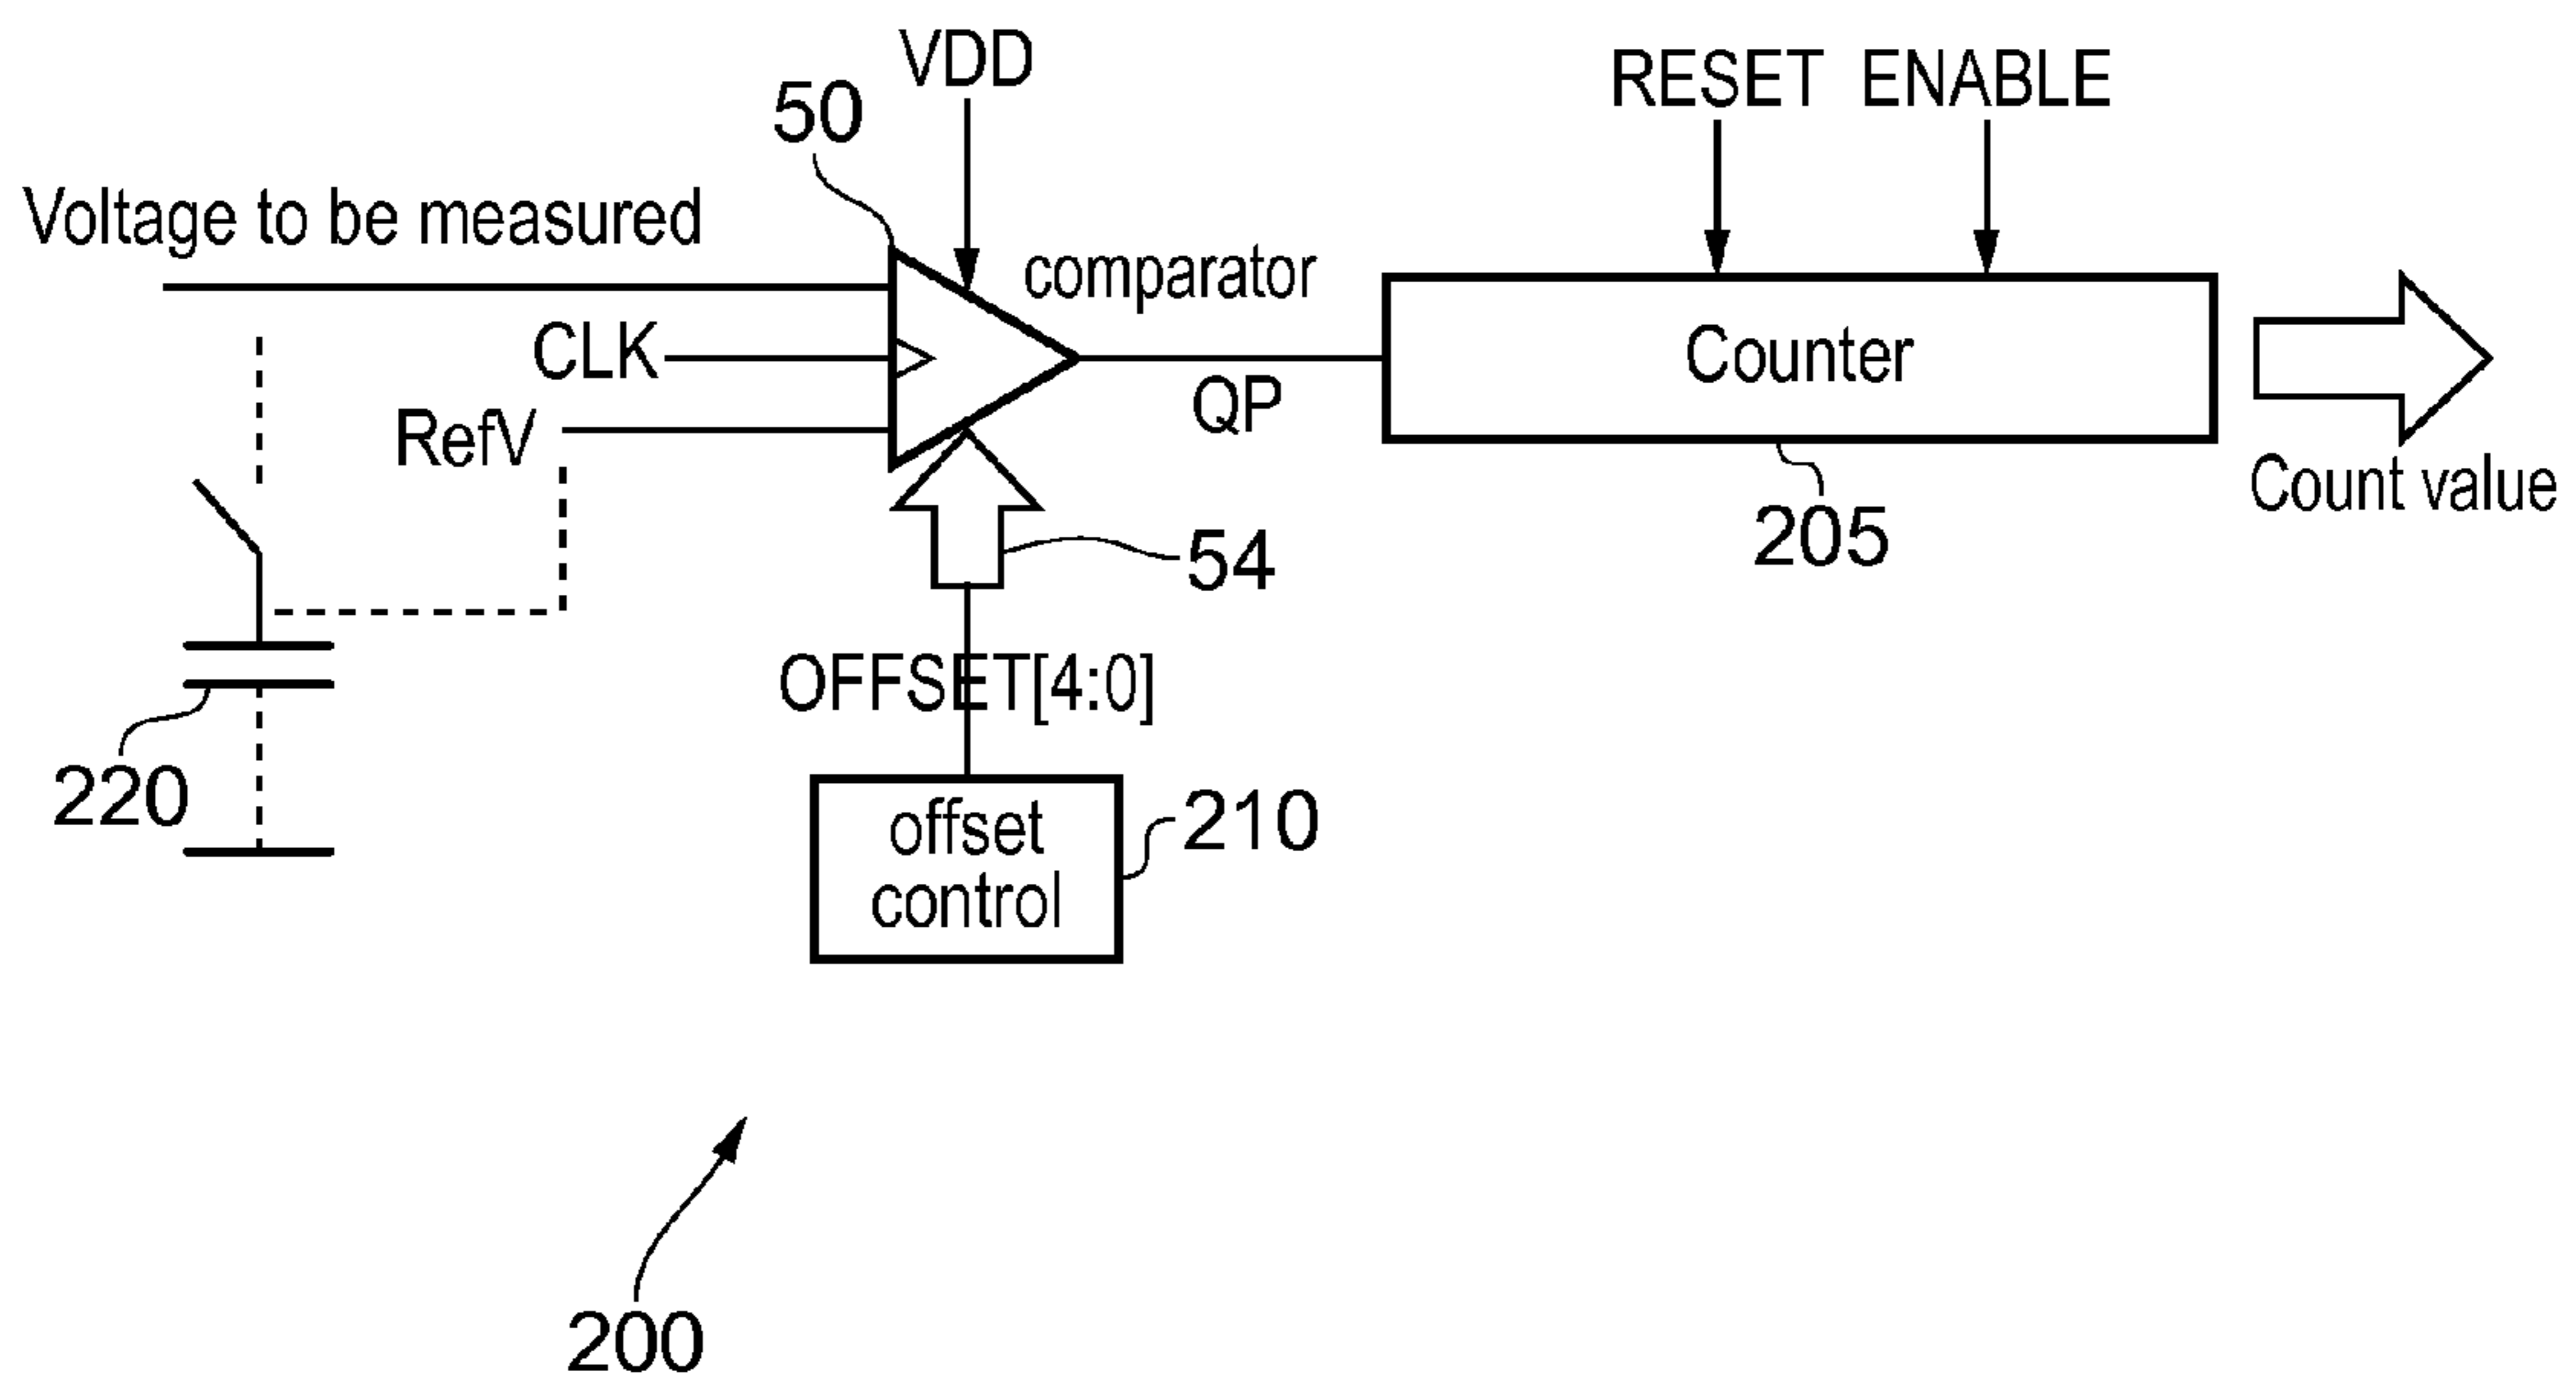 VDD
RESET ENABLE
50
Voltage to be measured
comparator
CLK
Counter
QP
RefV
Count value
54
205
OFFSET[4:0]
220
offset
control
210
200